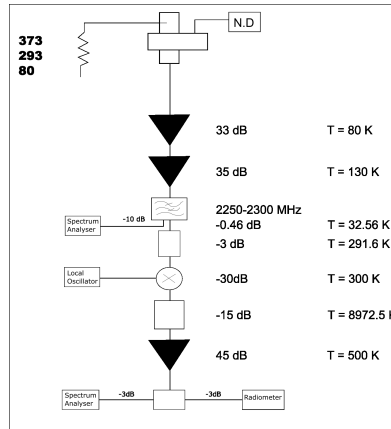 N.D
373
293
80
33 dB T = 80 K
35 dB T = 130 K
2250-2300 MHz
-10 dB
Spectrum
Analyser
-0.46 dB T = 32.56 K
-3 dB T = 291.6 K
Local
Oscillator
-30dB T = 300 K
-15 dB T = 8972.5 K
45 dB T = 500 K
Spectrum
Analyser
-3dB -3dB
Radiometer